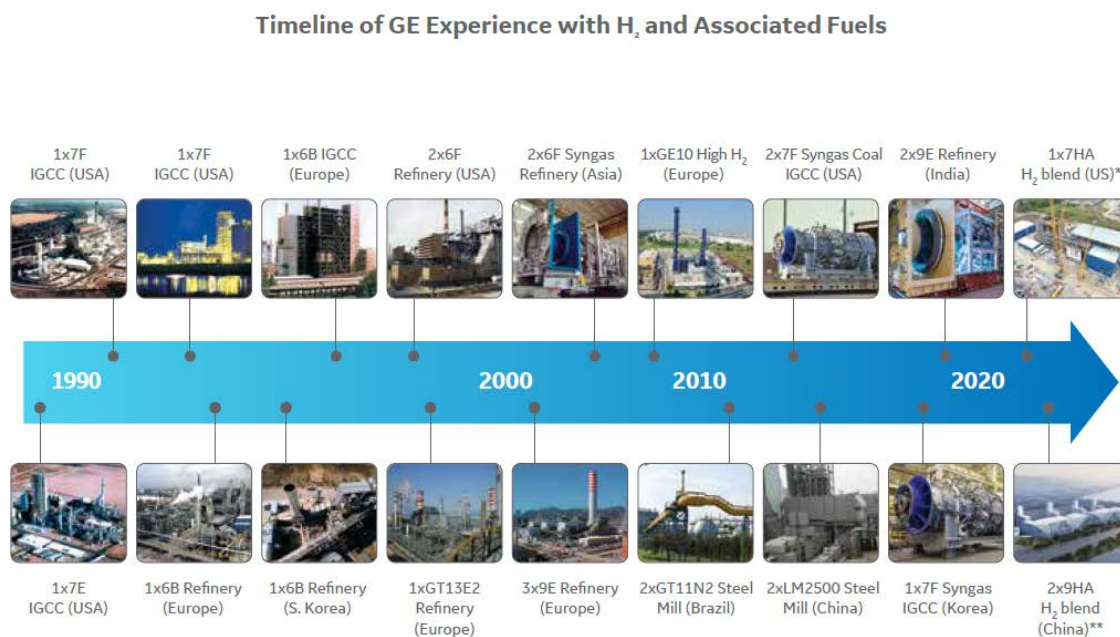 Timeline of GE Experience with H₂ and Associated Fuels
1x7F
IGCC (USA)
1x7F
IGCC (USA)
1x6B IGCC
(Europe)
2x6F
Refinery (USA)
2x6F Syngas
Refinery (Asia)
1xGE10 High H₂
(Europe)
2x7F Syngas Coal
IGCC (USA)
2x9E Refinery
(India)
1x7HA
H₂ blend (US)*
1990
2000
2010
2020
1x7E
IGCC (USA)
1x6B Refinery
(Europe)
1x6B Refinery
(S. Korea)
1xGT13E2
Refinery
(Europe)
3x9E Refinery
(Europe)
2xGT11N2 Steel
Mill (Brazil)
2xLM2500 Steel
Mill (China)
1x7F Syngas
IGCC (Korea)
2x9HA
H₂ blend
(China)**